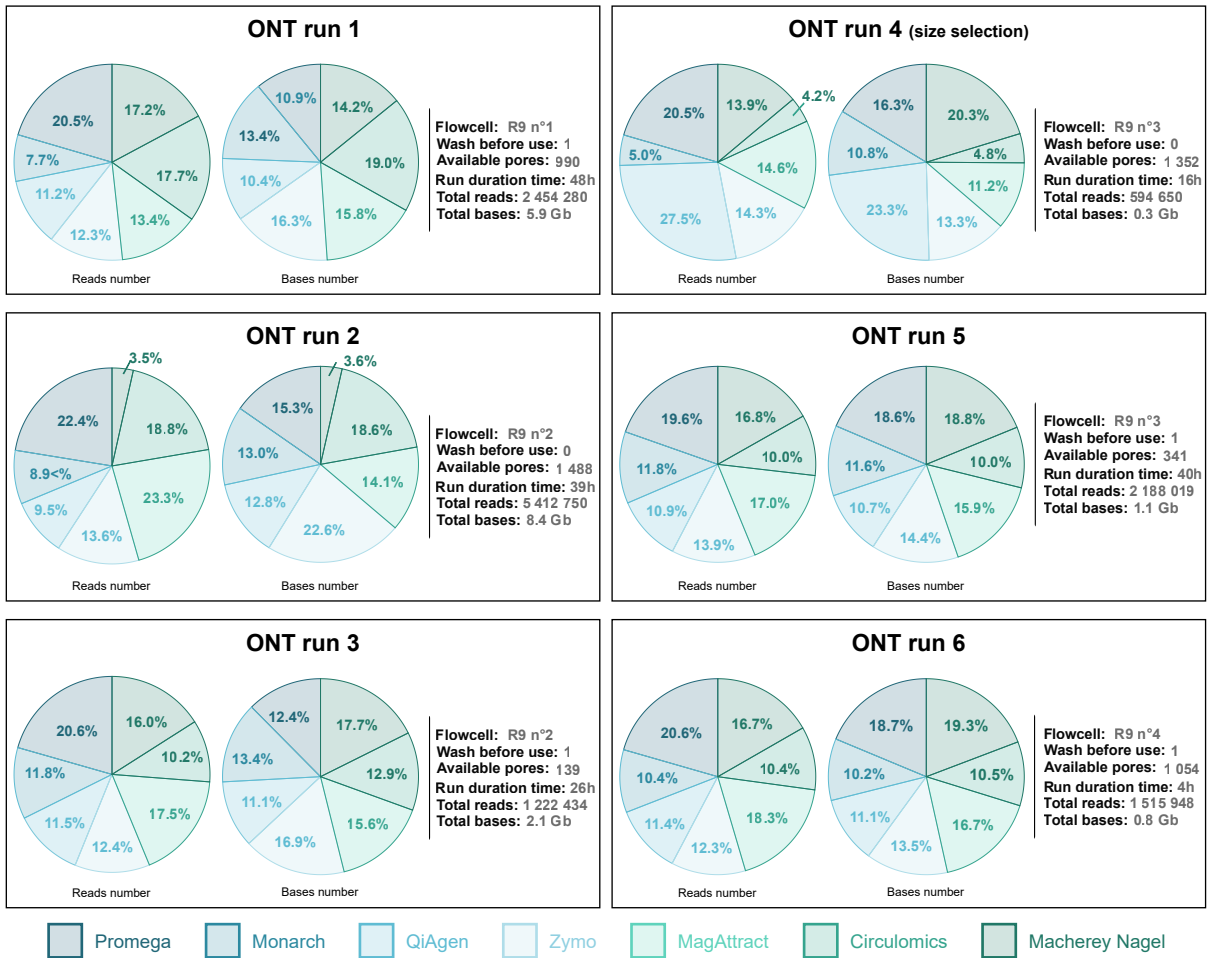 ONT run 1
20.5%
17.2%
7.7%
17.7%
11.2%
13.4%
12.3%
Reads number
10.9%
14.2%
13.4%
19.0%
10.4%
16.3%
15.8%
Bases number
Flowcell: R9 n°1
Wash before use: 1
Available pores: 990
Run duration time: 48h
Total reads: 2 454 280
Total bases: 5.9 Gb
ONT run 4 (size selection)
20.5%
13.9%
4.2%
5.0%
14.6%
27.5%
14.3%
Reads number
16.3%
20.3%
10.8%
4.8%
11.2%
23.3%
13.3%
Bases number
Flowcell: R9 n°3
Wash before use: 0
Available pores: 1 352
Run duration time: 16h
Total reads: 594 650
Total bases: 0.3 Gb
ONT run 2
3.5%
22.4%
18.8%
8.9<%
23.3%
9.5%
13.6%
Reads number
3.6%
15.3%
18.6%
13.0%
14.1%
12.8%
22.6%
Bases number
Flowcell: R9 n°2
Wash before use: 0
Available pores: 1 488
Run duration time: 39h
Total reads: 5 412 750
Total bases: 8.4 Gb
ONT run 5
19.6%
16.8%
11.8%
10.0%
10.9%
17.0%
13.9%
Reads number
18.6%
18.8%
11.6%
10.0%
10.7%
15.9%
14.4%
Bases number
Flowcell: R9 n°3
Wash before use: 1
Available pores: 341
Run duration time: 40h
Total reads: 2 188 019
Total bases: 1.1 Gb
ONT run 3
20.6%
16.0%
11.8%
10.2%
11.5%
17.5%
12.4%
Reads number
12.4%
17.7%
13.4%
12.9%
11.1%
15.6%
16.9%
Bases number
Flowcell: R9 n°2
Wash before use: 1
Available pores: 139
Run duration time: 26h
Total reads: 1 222 434
Total bases: 2.1 Gb
ONT run 6
20.6%
16.7%
10.4%
10.4%
11.4%
18.3%
12.3%
Reads number
18.7%
19.3%
10.2%
10.5%
11.1%
16.7%
13.5%
Bases number
Flowcell: R9 n°4
Wash before use: 1
Available pores: 1 054
Run duration time: 4h
Total reads: 1 515 948
Total bases: 0.8 Gb
Promega
Monarch
QiAgen
Zymo
MagAttract
Circulomics
Macherey Nagel